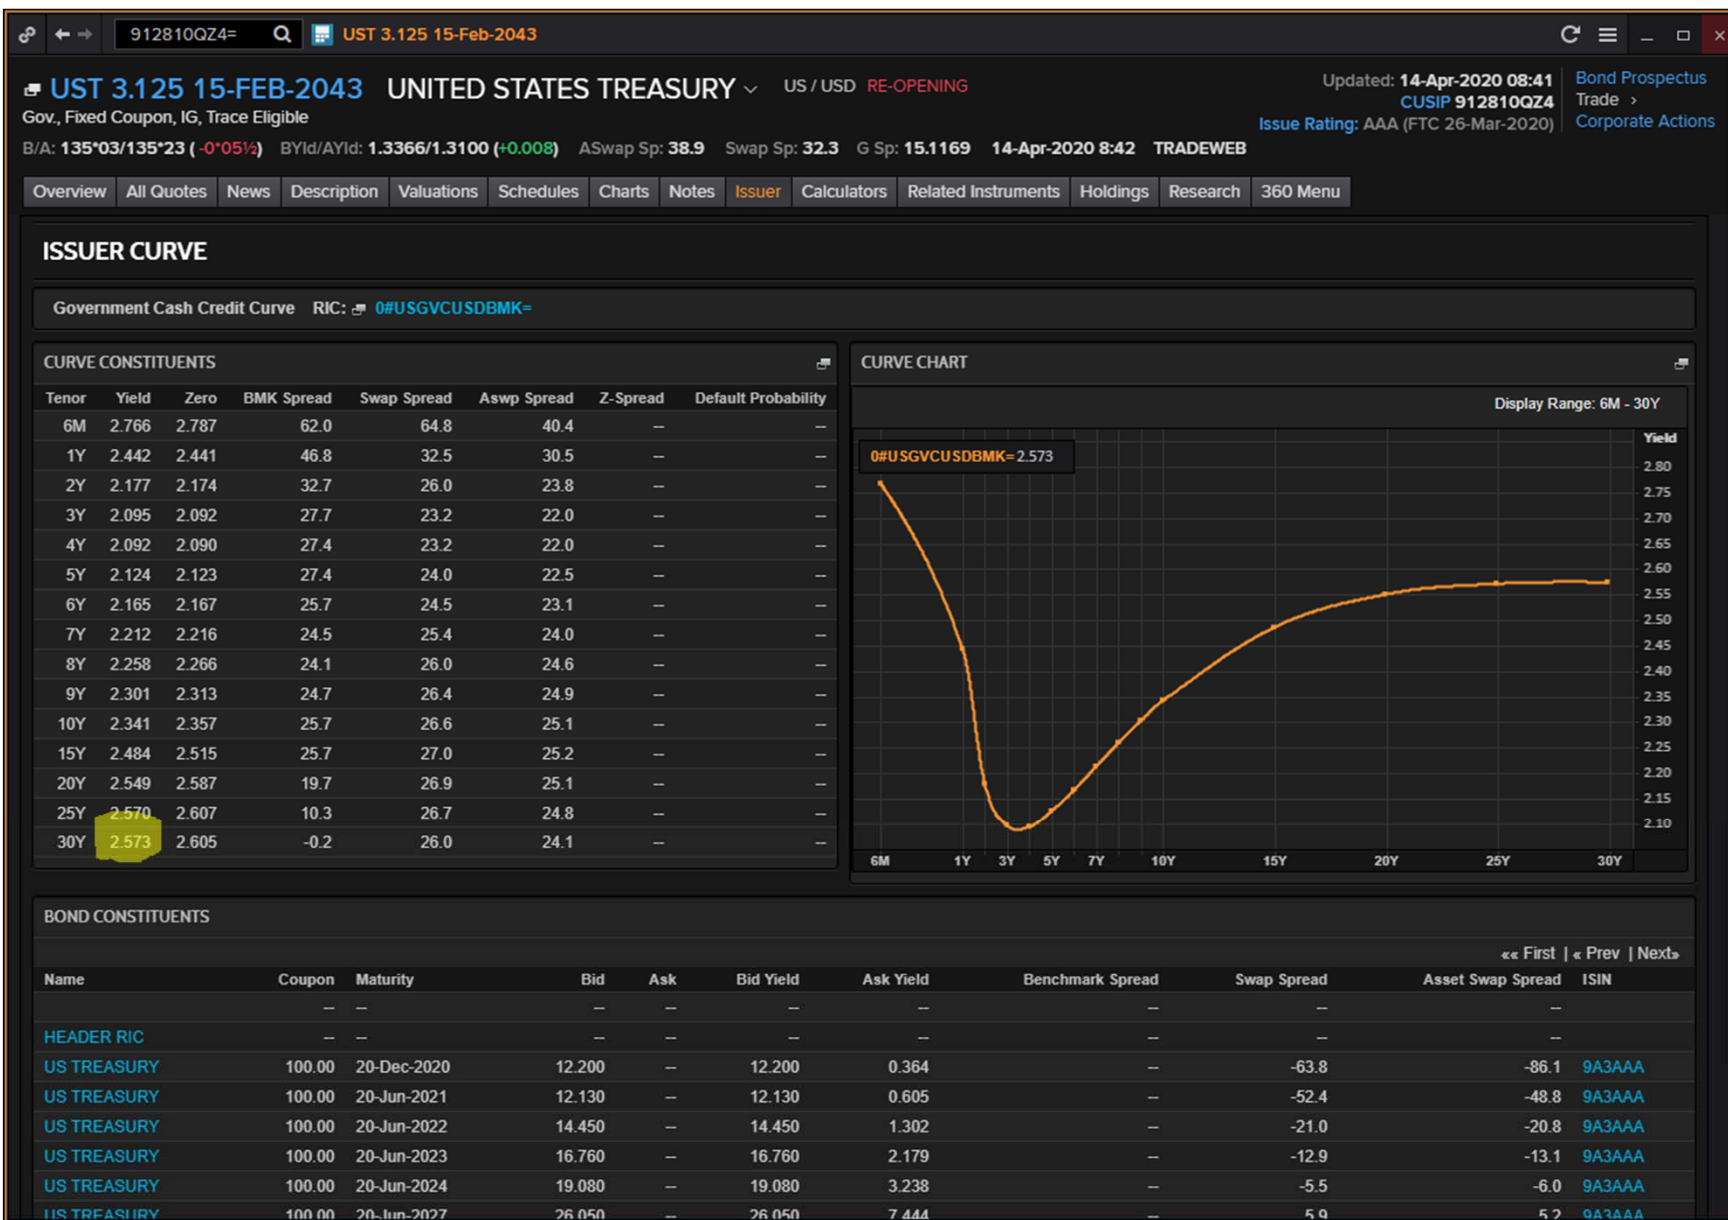 912810QZ4= UST 3.125 15-Feb-2043
UST 3.125 15-FEB-2043 UNITED STATES TREASURY US / USD RE-OPENING
Updated: 14-Apr-2020 08:41 Bond Prospectus
CUSIP 912810QZ4 Trade >
Gov., Fixed Coupon, IG, Trace Eligible
Issue Rating: AAA (FTC 26-Mar-2020) Corporate Actions
B/A: 135*03/135*23 ( -0*05½) BYld/AYld: 1.3366/1.3100 (+0.008) ASwap Sp: 38.9 Swap Sp: 32.3 G Sp: 15.1169 14-Apr-2020 8:42 TRADEWEB
Overview All Quotes News Description Valuations Schedules Charts Notes Issuer Calculators Related Instruments Holdings Research 360 Menu
ISSUER CURVE
Government Cash Credit Curve RIC: 0#USGVCUSDBMK=
CURVE CONSTITUENTS
Tenor Yield Zero BMK Spread Swap Spread Aswp Spread Z-Spread Default Probability
6M 2.766 2.787 62.0 64.8 40.4 -- --
1Y 2.442 2.441 46.8 32.5 30.5 -- --
2Y 2.177 2.174 32.7 26.0 23.8 -- --
3Y 2.095 2.092 27.7 23.2 22.0 -- --
4Y 2.092 2.090 27.4 23.2 22.0 -- --
5Y 2.124 2.123 27.4 24.0 22.5 -- --
6Y 2.165 2.167 25.7 24.5 23.1 -- --
7Y 2.212 2.216 24.5 25.4 24.0 -- --
8Y 2.258 2.266 24.1 26.0 24.6 -- --
9Y 2.301 2.313 24.7 26.4 24.9 -- --
10Y 2.341 2.357 25.7 26.6 25.1 -- --
15Y 2.484 2.515 25.7 27.0 25.2 -- --
20Y 2.549 2.587 19.7 26.9 25.1 -- --
25Y 2.570 2.607 10.3 26.7 24.8 -- --
30Y 2.573 2.605 -0.2 26.0 24.1 -- --
CURVE CHART
Display Range: 6M - 30Y
Yield
0#USGVCUSDBMK= 2.573
2.80
2.75
2.70
2.65
2.60
2.55
2.50
2.45
2.40
2.35
2.30
2.25
2.20
2.15
2.10
6M 1Y 3Y 5Y 7Y 10Y 15Y 20Y 25Y 30Y
BOND CONSTITUENTS
«« First | « Prev | Next»
Name Coupon Maturity Bid Ask Bid Yield Ask Yield Benchmark Spread Swap Spread Asset Swap Spread ISIN
-- -- -- -- -- -- -- -- --
HEADER RIC -- -- -- -- -- -- -- -- --
US TREASURY 100.00 20-Dec-2020 12.200 -- 12.200 0.364 -- -63.8 -86.1 9A3AAA
US TREASURY 100.00 20-Jun-2021 12.130 -- 12.130 0.605 -- -52.4 -48.8 9A3AAA
US TREASURY 100.00 20-Jun-2022 14.450 -- 14.450 1.302 -- -21.0 -20.8 9A3AAA
US TREASURY 100.00 20-Jun-2023 16.760 -- 16.760 2.179 -- -12.9 -13.1 9A3AAA
US TREASURY 100.00 20-Jun-2024 19.080 -- 19.080 3.238 -- -5.5 -6.0 9A3AAA
US TREASURY 100.00 20-Jun-2027 26.050 -- 26.050 7.444 -- 5.9 5.2 9A3AAA